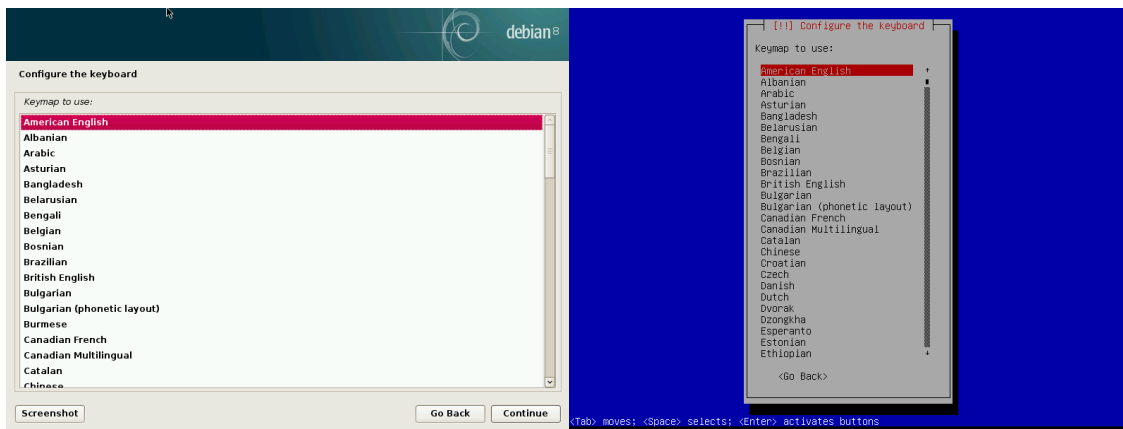 debian 8
Configure the keyboard
Keymap to use:
American English
Albanian
Arabic
Asturian
Bangladesh
Belarusian
Bengali
Belgian
Bosnian
Brazilian
British English
Bulgarian
Bulgarian (phonetic layout)
Burmese
Canadian French
Canadian Multilingual
Catalan
Chinese
Screenshot
Go Back
Continue
[!!] Configure the keyboard
Keymap to use:
American English
Albanian
Arabic
Asturian
Bangladesh
Belarusian
Bengali
Belgian
Bosnian
Brazilian
British English
Bulgarian
Bulgarian (phonetic layout)
Canadian French
Canadian Multilingual
Catalan
Chinese
Croatian
Czech
Danish
Dutch
Dvorak
Dzongkha
Esperanto
Estonian
Ethiopian
<Go Back>
<Tab> moves; <Space> selects; <Enter> activates buttons